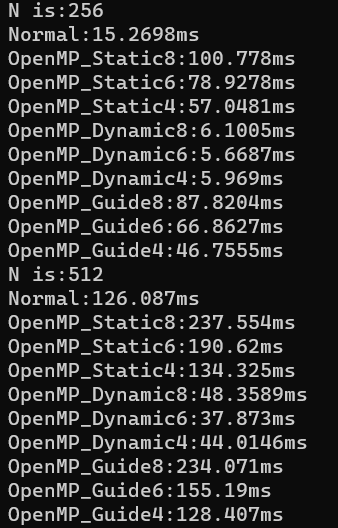 N is:256
Normal:15.2698ms
OpenMP_Static8:100.778ms
OpenMP_Static6:78.9278ms
OpenMP_Static4:57.0481ms
OpenMP_Dynamic8:6.1005ms
OpenMP_Dynamic6:5.6687ms
OpenMP_Dynamic4:5.969ms
OpenMP_Guide8:87.8204ms
OpenMP_Guide6:66.8627ms
OpenMP_Guide4:46.7555ms
N is:512
Normal:126.087ms
OpenMP_Static8:237.554ms
OpenMP_Static6:190.62ms
OpenMP_Static4:134.325ms
OpenMP_Dynamic8:48.3589ms
OpenMP_Dynamic6:37.873ms
OpenMP_Dynamic4:44.0146ms
OpenMP_Guide8:234.071ms
OpenMP_Guide6:155.19ms
OpenMP_Guide4:128.407ms